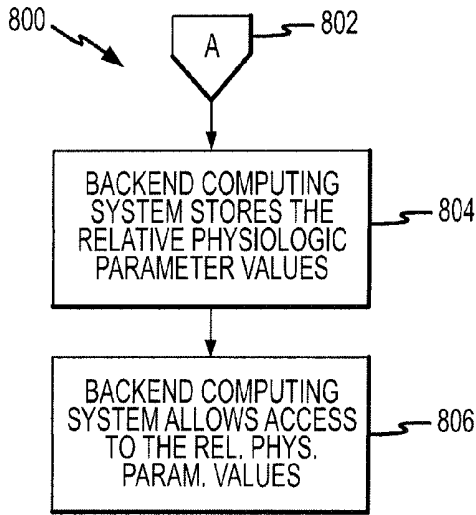 800
802
A
BACKEND COMPUTING
SYSTEM STORES THE
RELATIVE PHYSIOLOGIC
PARAMETER VALUES
804
BACKEND COMPUTING
SYSTEM ALLOWS ACCESS
TO THE REL. PHYS.
PARAM. VALUES
806